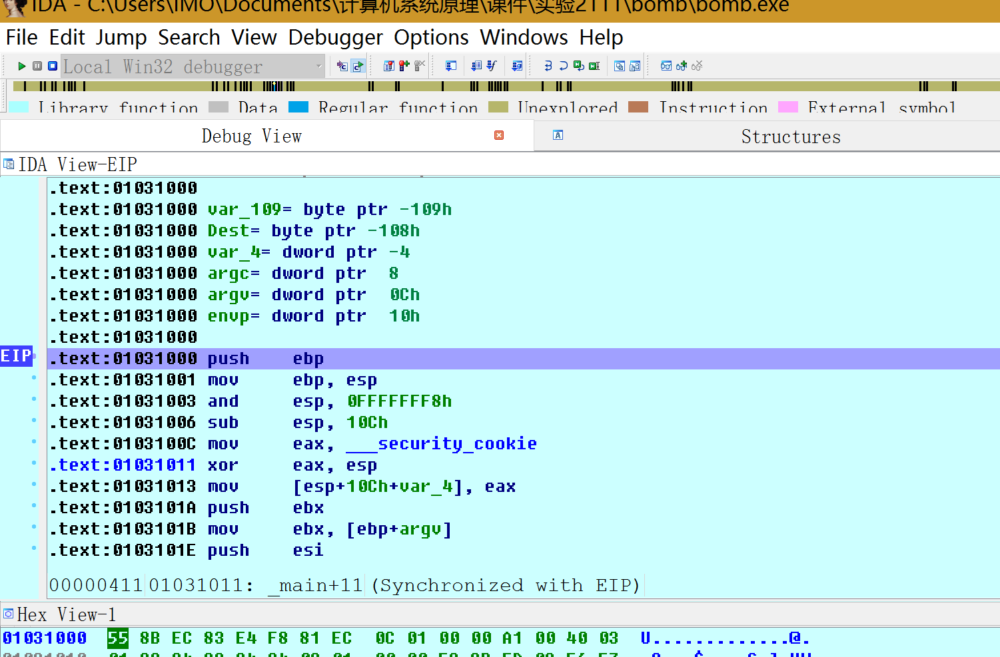 IDA - C:\Users\IMO\Documents\计算机系统原理\课件\实验2111\bomb\bomb.exe
File Edit Jump Search View Debugger Options Windows Help
Local Win32 debugger
Library function Data Regular function Unexplored Instruction External symbol
Debug View Structures
IDA View-EIP
.text:01031000
.text:01031000 var_109= byte ptr -109h
.text:01031000 Dest= byte ptr -108h
.text:01031000 var_4= dword ptr -4
.text:01031000 argc= dword ptr 8
.text:01031000 argv= dword ptr 0Ch
.text:01031000 envp= dword ptr 10h
.text:01031000
EIP .text:01031000 push ebp
.text:01031001 mov ebp, esp
.text:01031003 and esp, 0FFFFFFF8h
.text:01031006 sub esp, 10Ch
.text:0103100C mov eax, ___security_cookie
.text:01031011 xor eax, esp
.text:01031013 mov [esp+10Ch+var_4], eax
.text:0103101A push ebx
.text:0103101B mov ebx, [ebp+argv]
.text:0103101E push esi
00000411 01031011: _main+11 (Synchronized with EIP)
Hex View-1
01031000 55 8B EC 83 E4 F8 81 EC 0C 01 00 00 A1 00 40 03 U.............@.